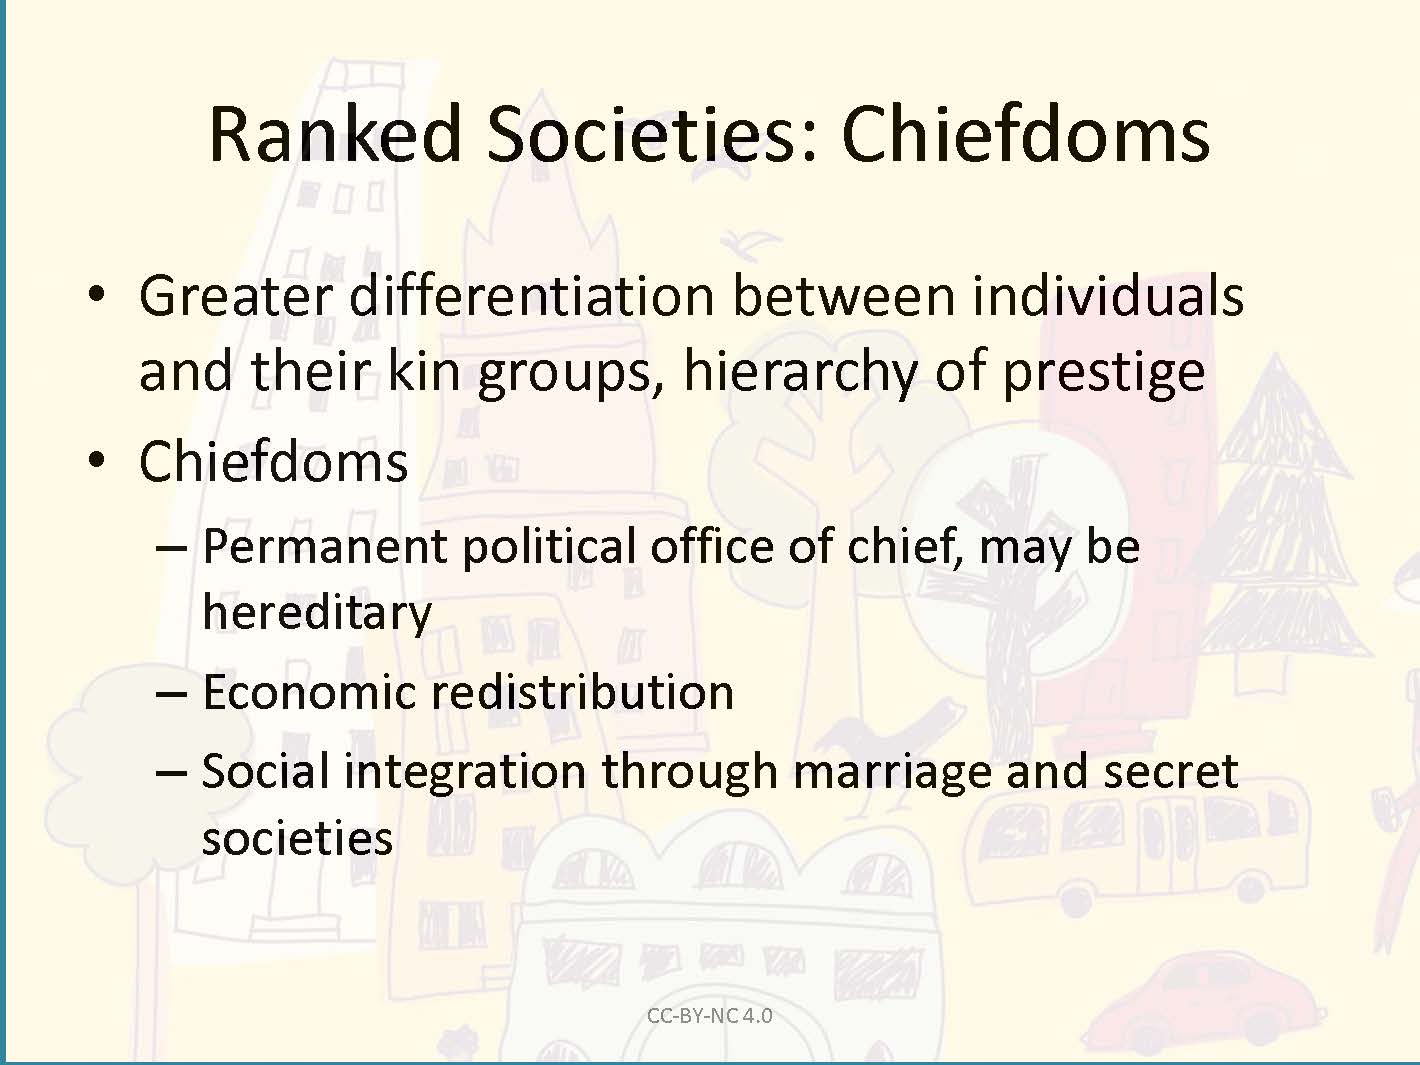 Ranked Societies: Chiefdoms
• Greater differentiation between individuals
and their kin groups, hierarchy of prestige
• Chiefdoms
– Permanent political office of chief, may be
hereditary
– Economic redistribution
– Social integration through marriage and secret
societies
CC-BY-NC 4.0